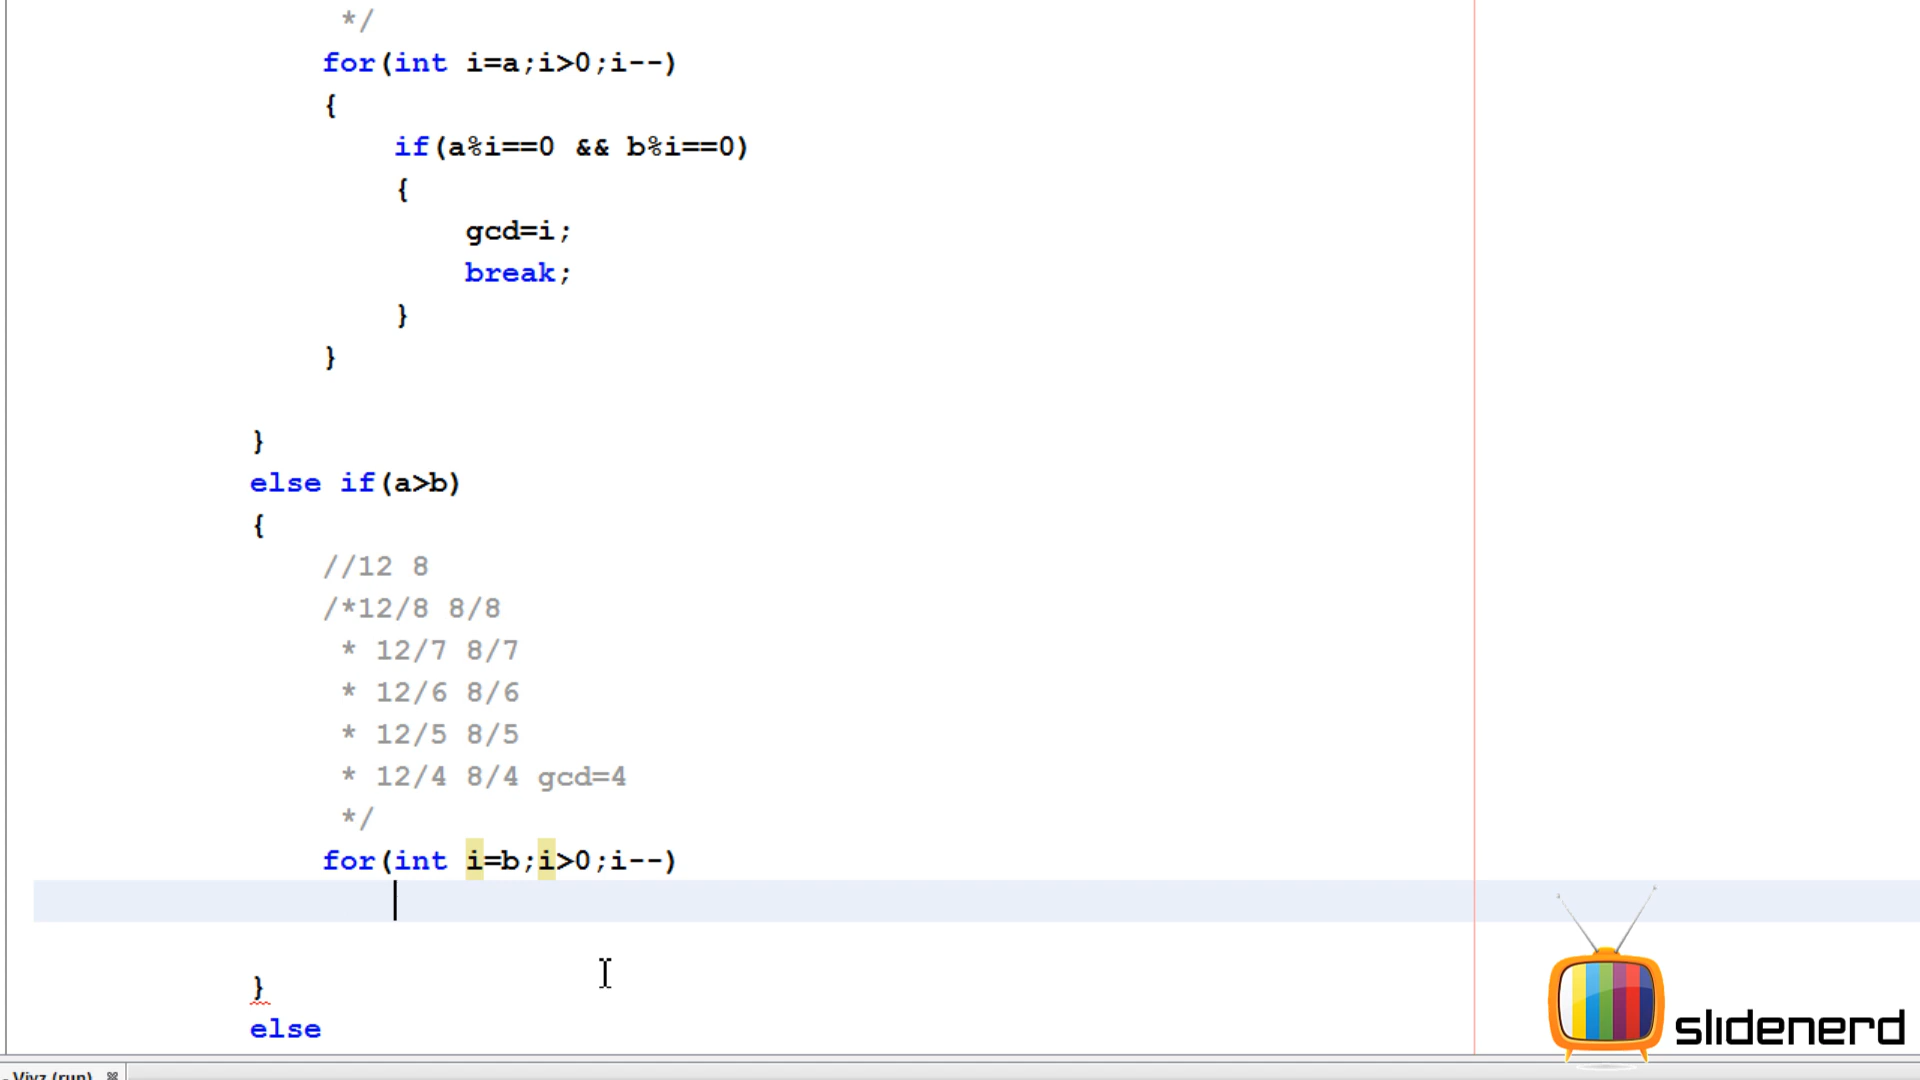 */
for(int i=a;i>0;i--)
{
if(a%i==0 && b%i==0)
{
gcd=i;
break;
}
}
}
else if(a>b)
{
//12 8
/*12/8 8/8
* 12/7 8/7
* 12/6 8/6
* 12/5 8/5
* 12/4 8/4 gcd=4
*/
for(int i=b;i>0;i--)
}
else
slidenerd
- Vivz (run)